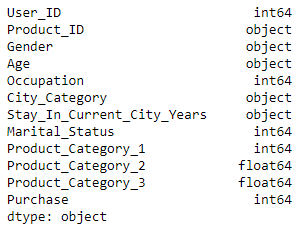 User_ID int64
Product_ID object
Gender object
Age object
Occupation int64
City_Category object
Stay_In_Current_City_Years object
Marital_Status int64
Product_Category_1 int64
Product_Category_2 float64
Product_Category_3 float64
Purchase int64
dtype: object